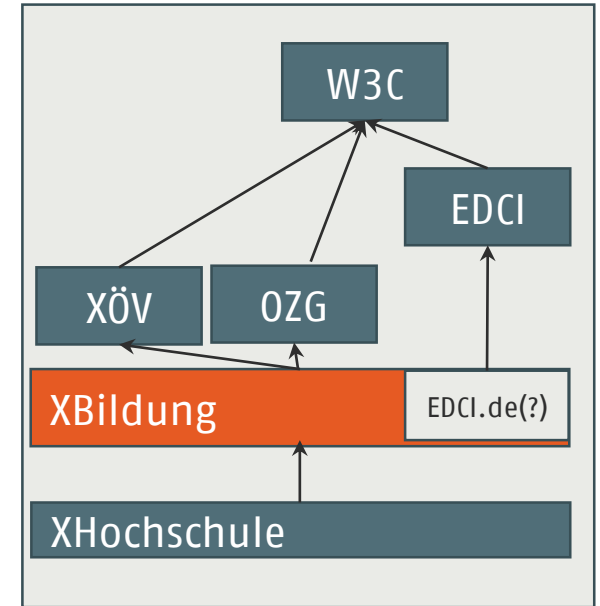 W3C
EDCI
XÖV
OZG
XBildung
EDCI.de(?)
XHochschule